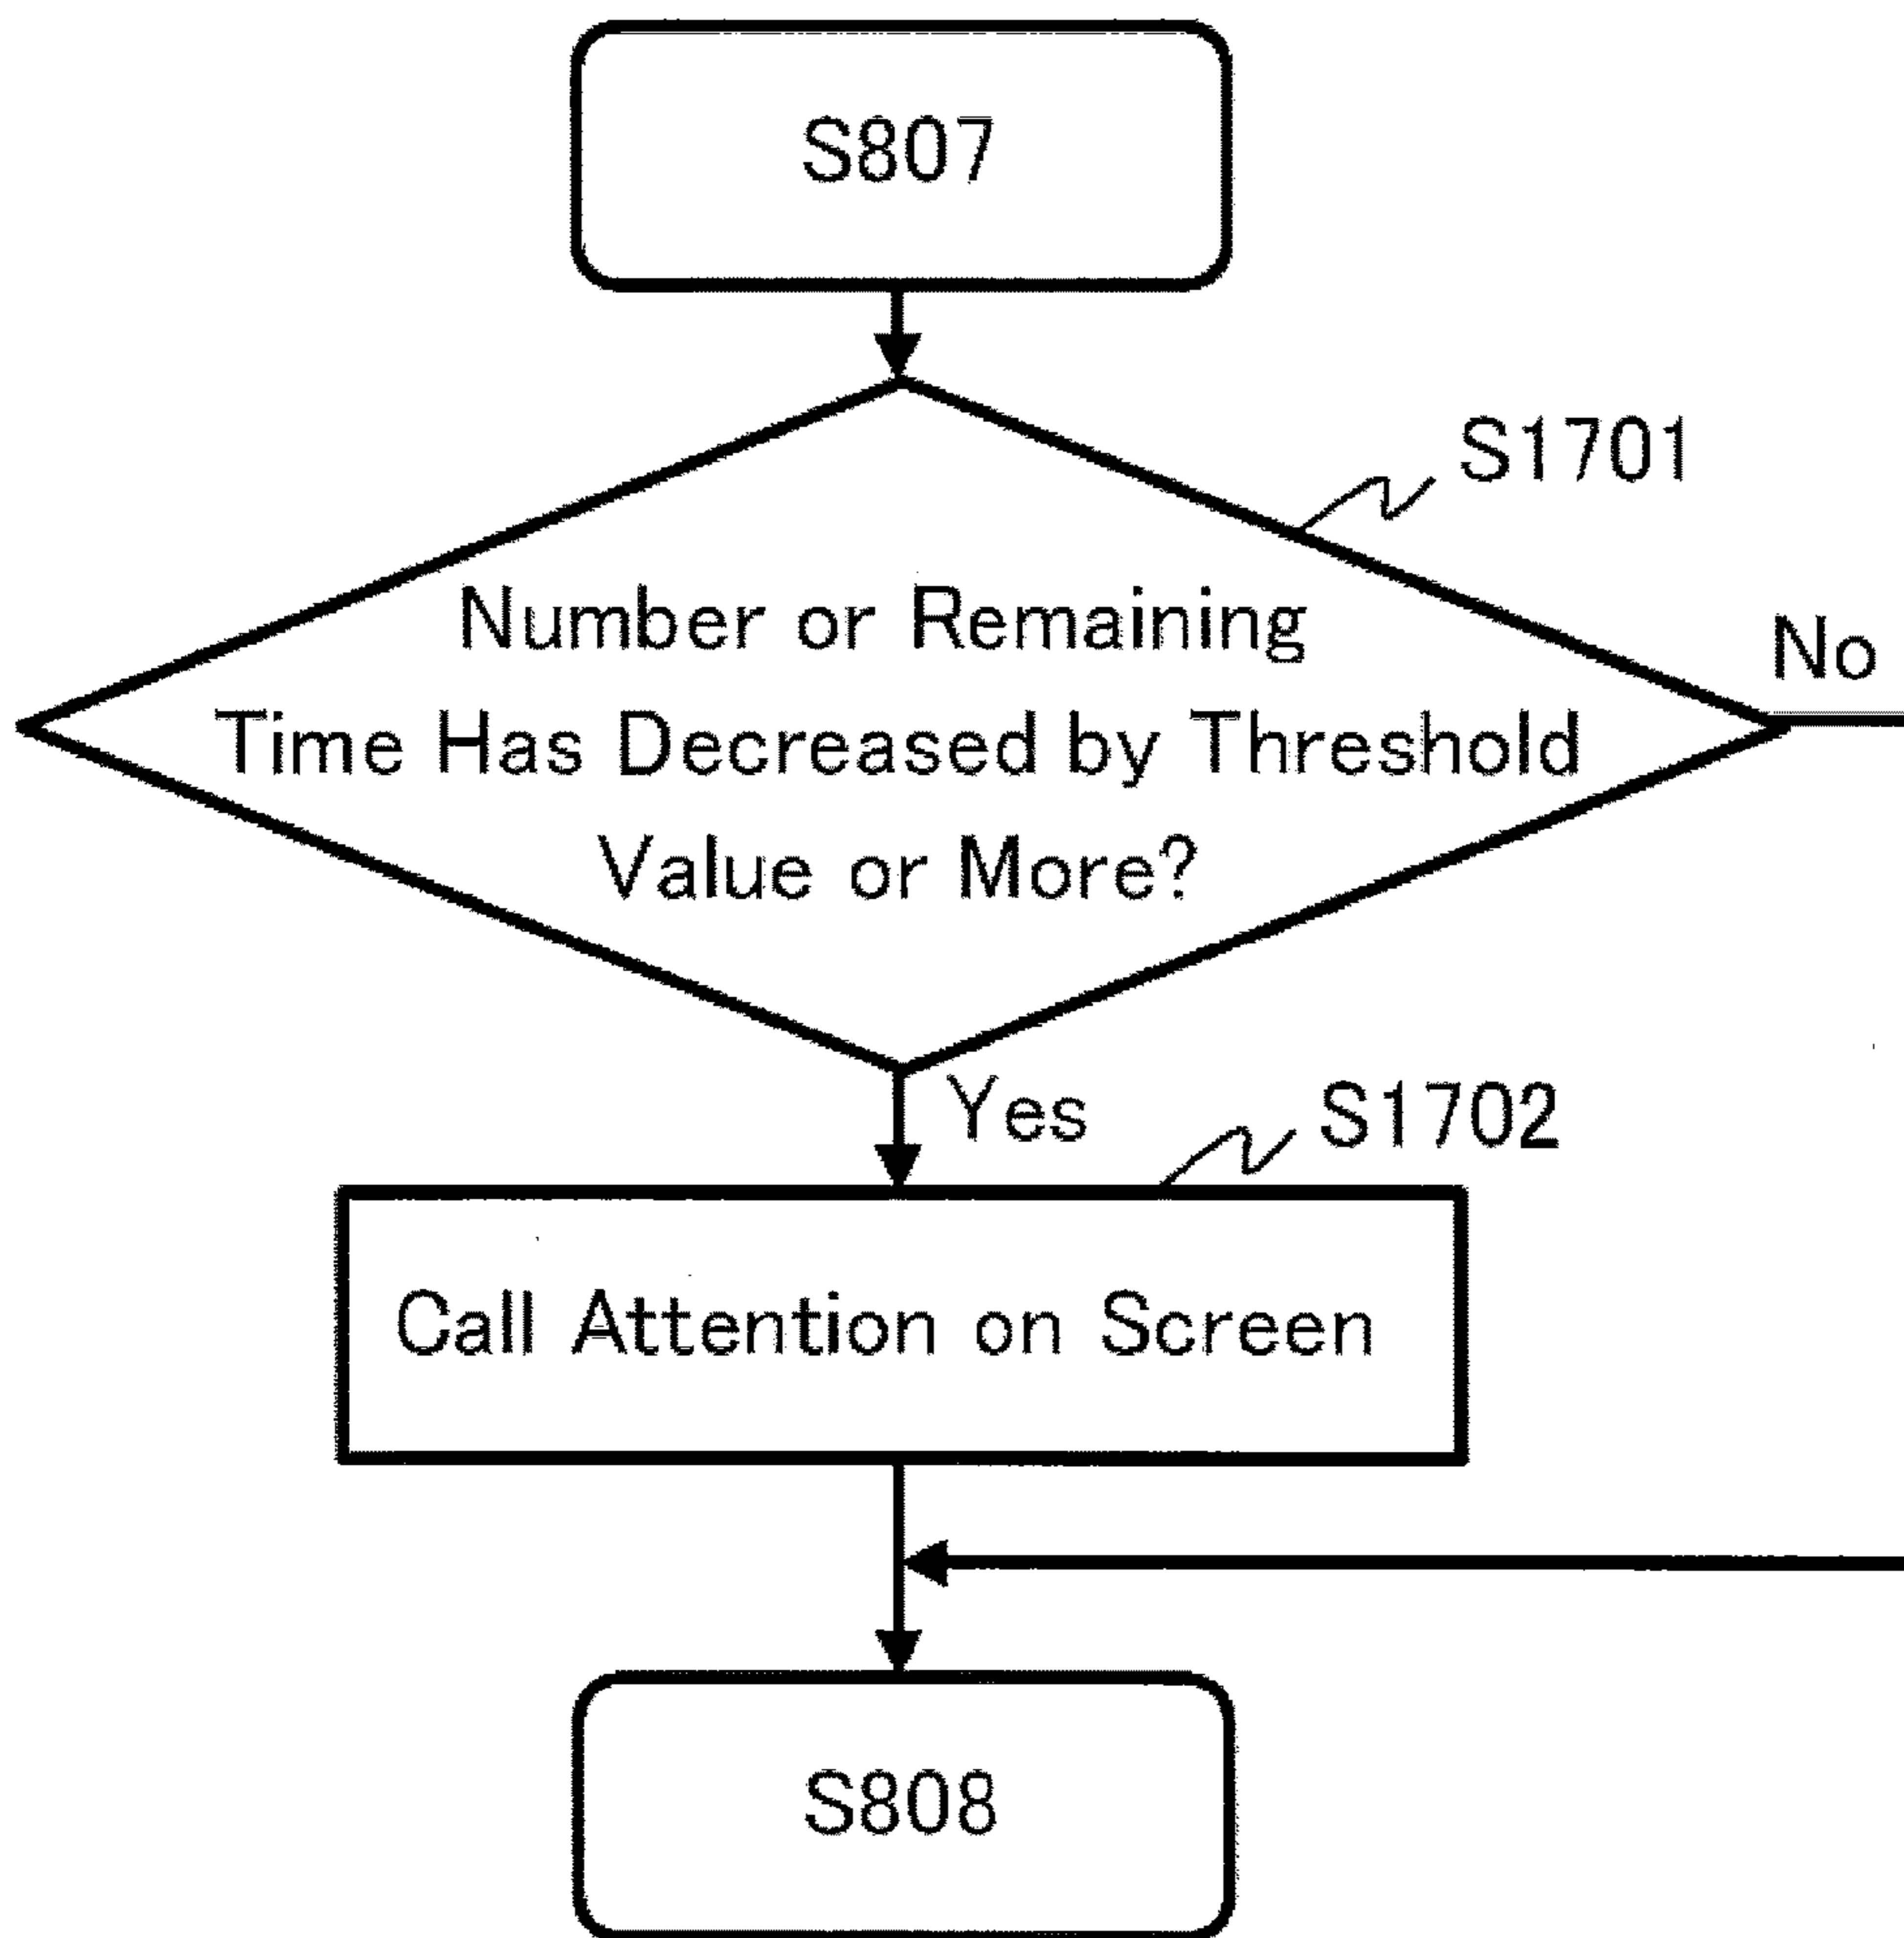 S807
S1701
Number or Remaining
Time Has Decreased by Threshold
Value or More?
No
Yes
S1702
Call Attention on Screen
S808